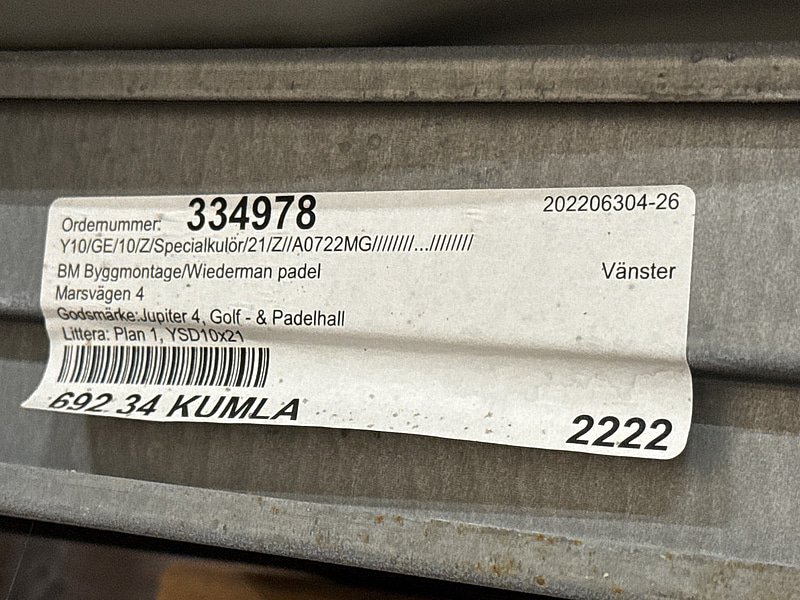 Ordernummer: 334978 202206304-26
Y10/GE/10/Z/Specialkulör/21/Z//A0722MG////////...////////
BM Byggmontage/Wiederman padel Vänster
Marsvägen 4
Godsmärke:Jupiter 4, Golf - & Padelhall
Littera: Plan 1, YSD10x21
692 34 KUMLA 2222